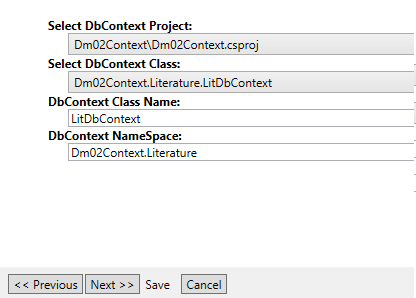 Select DbContext Project:
Dm02Context\Dm02Context.csproj
Select DbContext Class:
Dm02Context.Literature.LitDbContext
DbContext Class Name:
LitDbContext
DbContext NameSpace:
Dm02Context.Literature
<< Previous Next >> Save Cancel